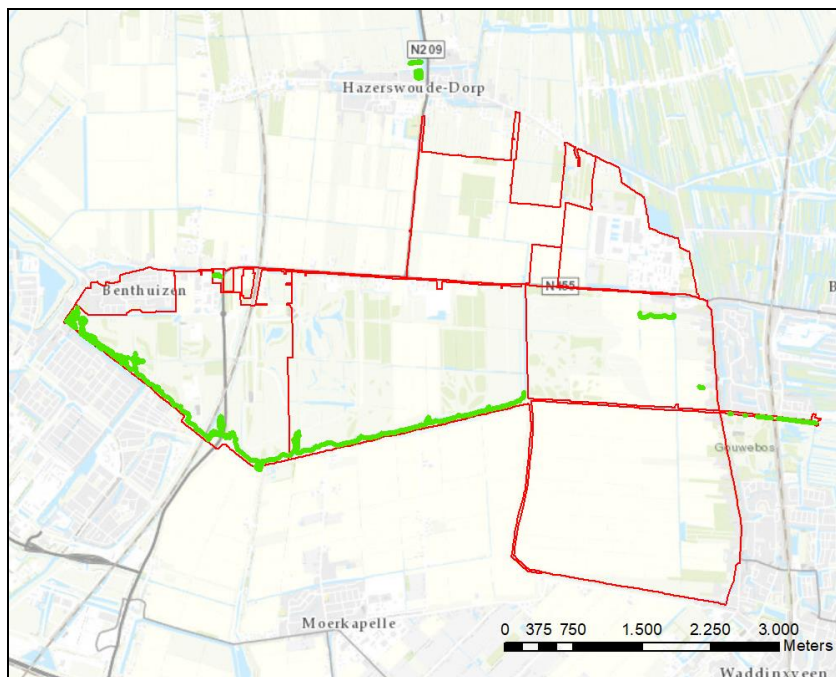 N209
Hazerswoude-Dorp
Benthuizen
B
Gouwebos
Moerkapelle
0 375 750 1.500 2.250 3.000
Meters
Waddinxveen